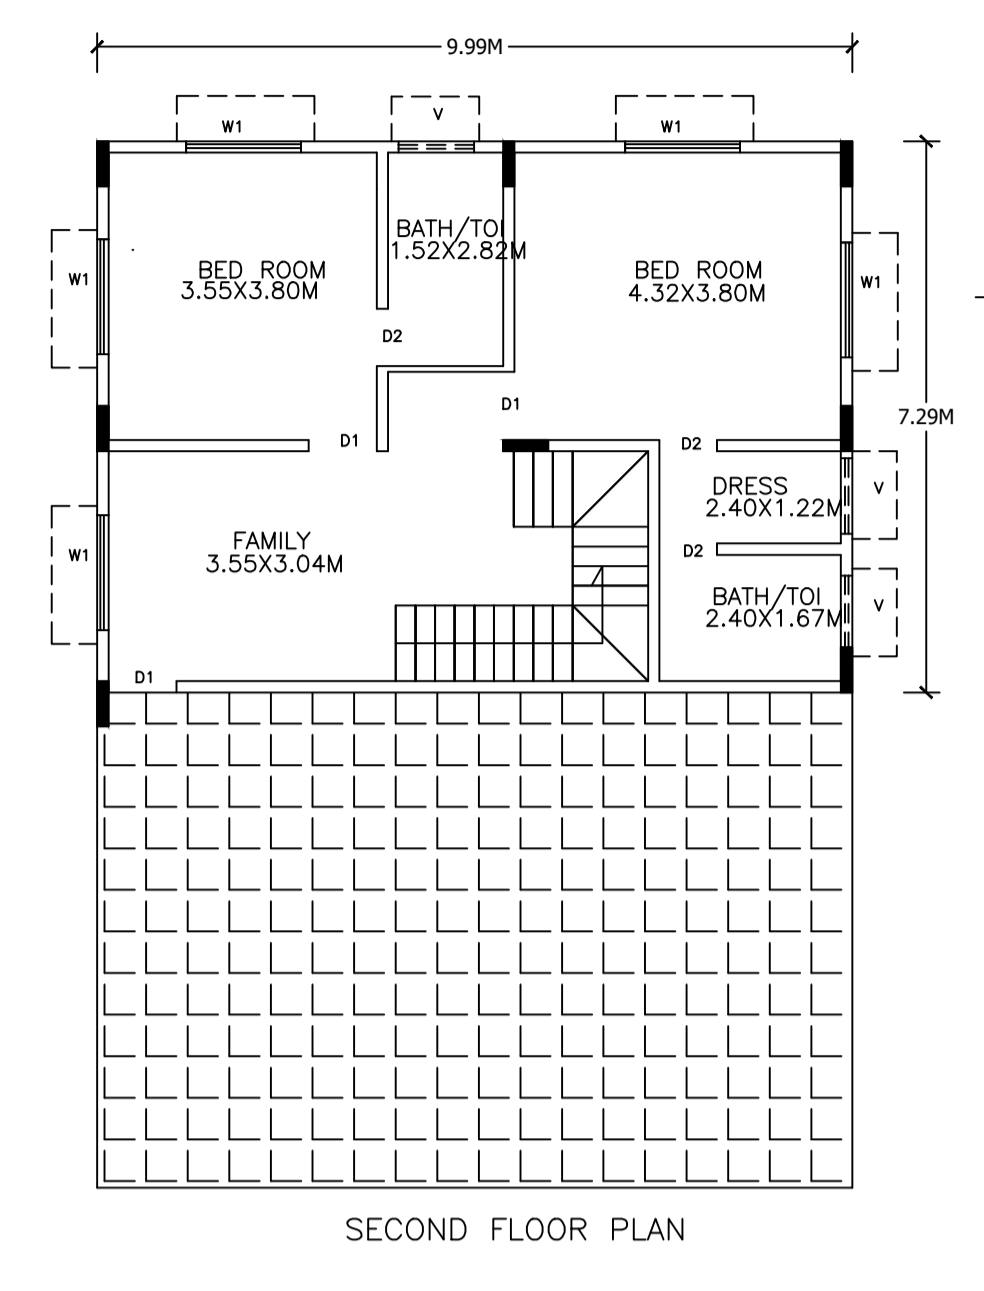 9.99M
W1
V
W1
BATH/TOI
1.52X2.82M
BED ROOM
3.55X3.80M
BED ROOM
4.32X3.80M
W1
W1
D2
D1
7.29M
D1
D2
DRESS
2.40X1.22M
V
FAMILY
3.55X3.04M
W1
D2
BATH/TOI
2.40X1.67M
V
D1
SECOND FLOOR PLAN